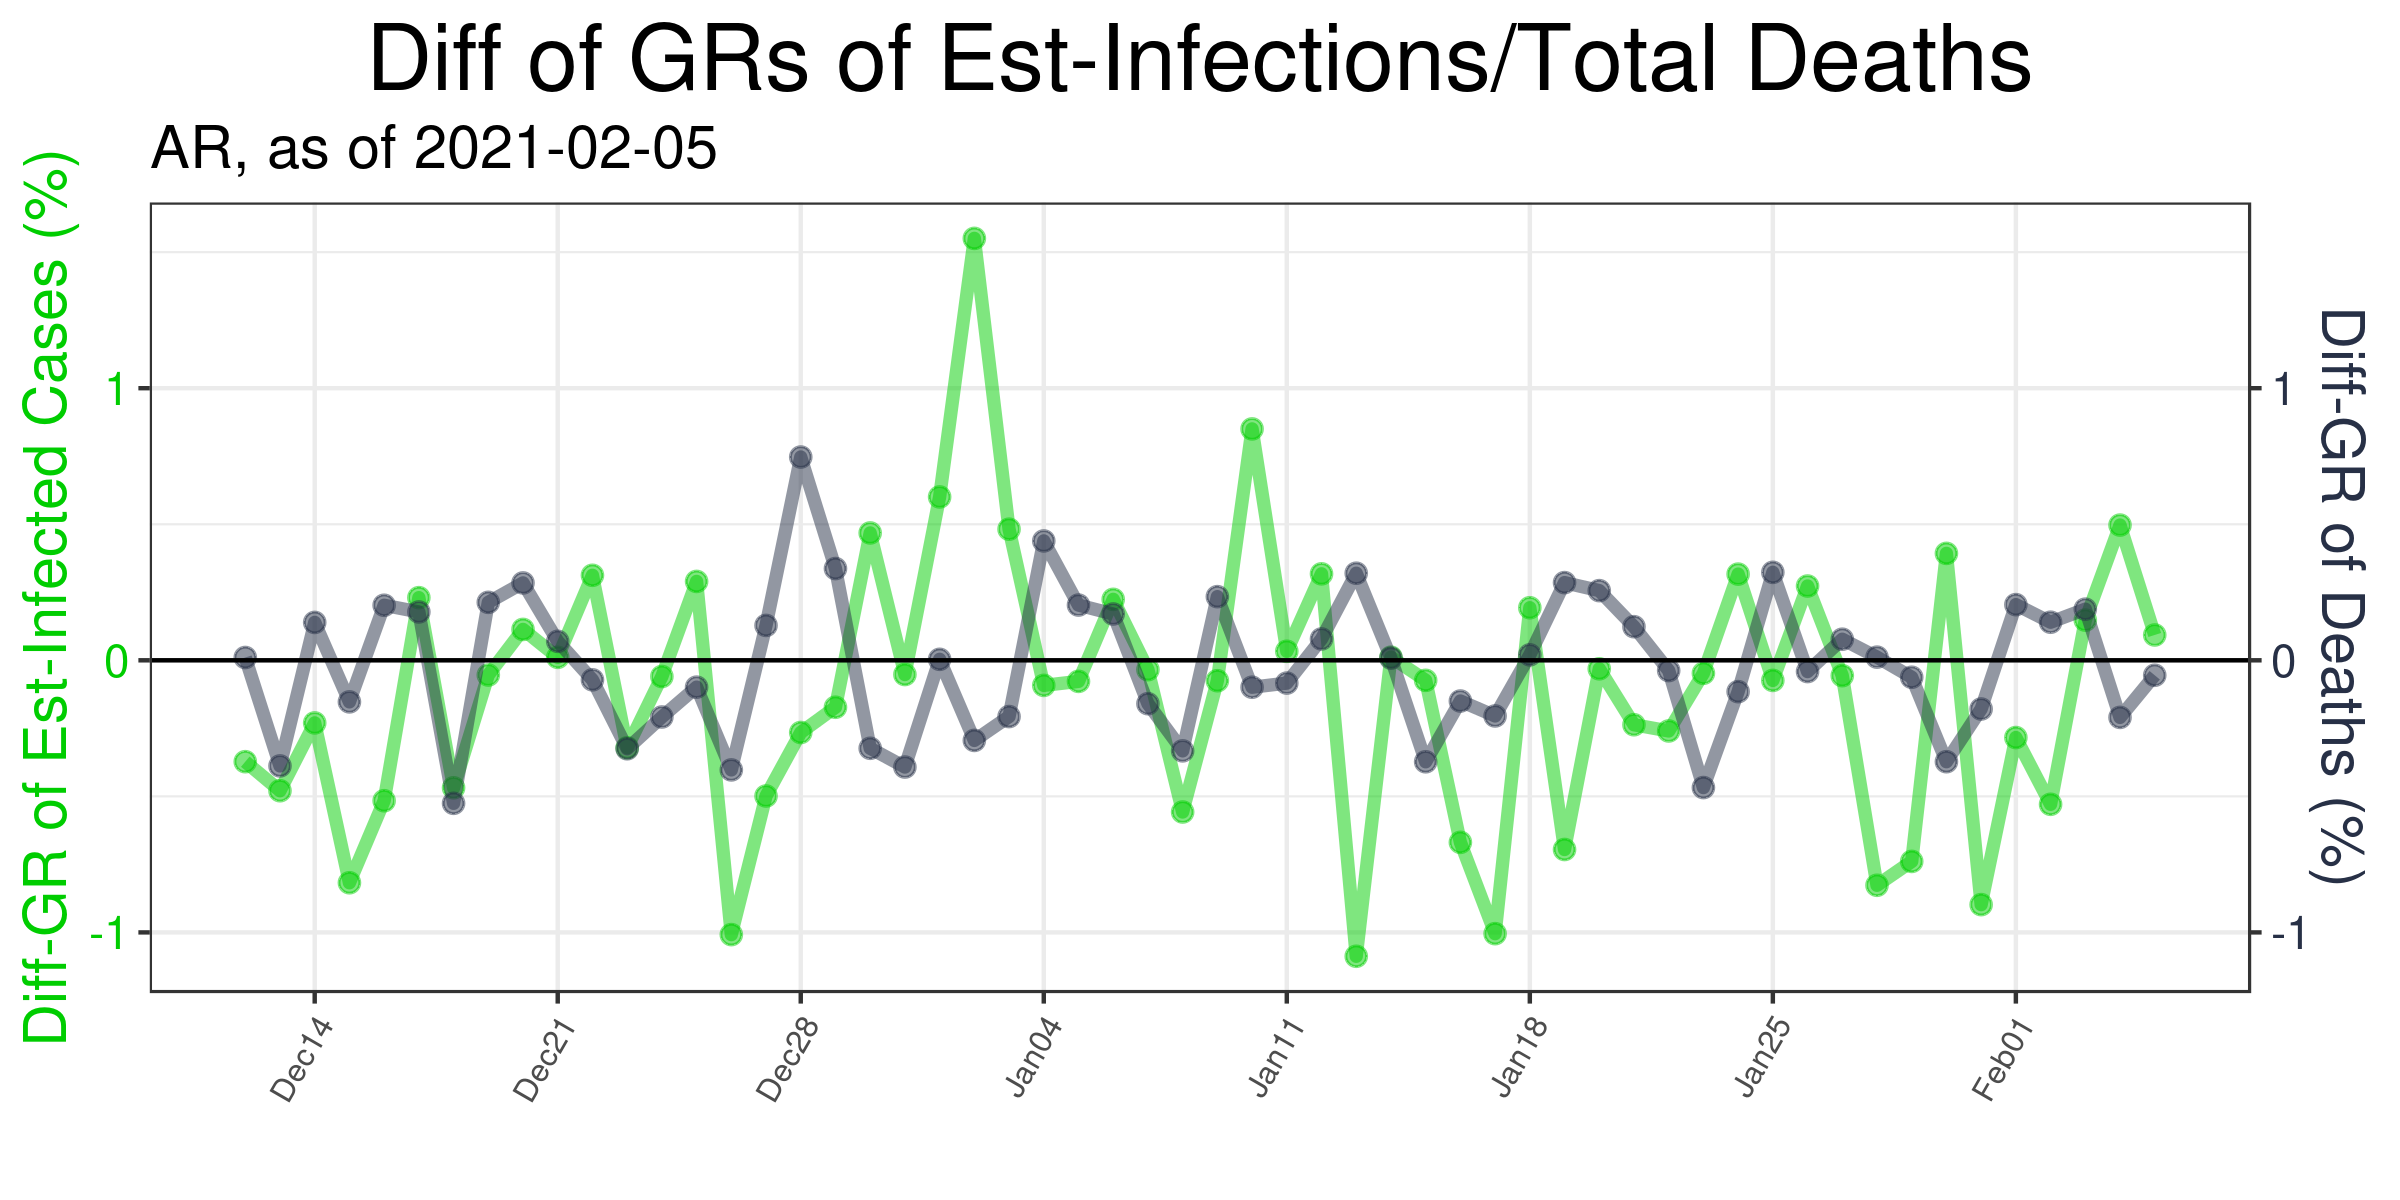 Diff of GRs of Est-Infections/Total Deaths
AR, as of 2021-02-05
Diff-GR of Est-Infected Cases (%)
1
0
-1
1
0
-1
Diff-GR of Deaths (%)
Dec14
Dec21
Dec28
Jan04
Jan11
Jan18
Jan25
Feb01